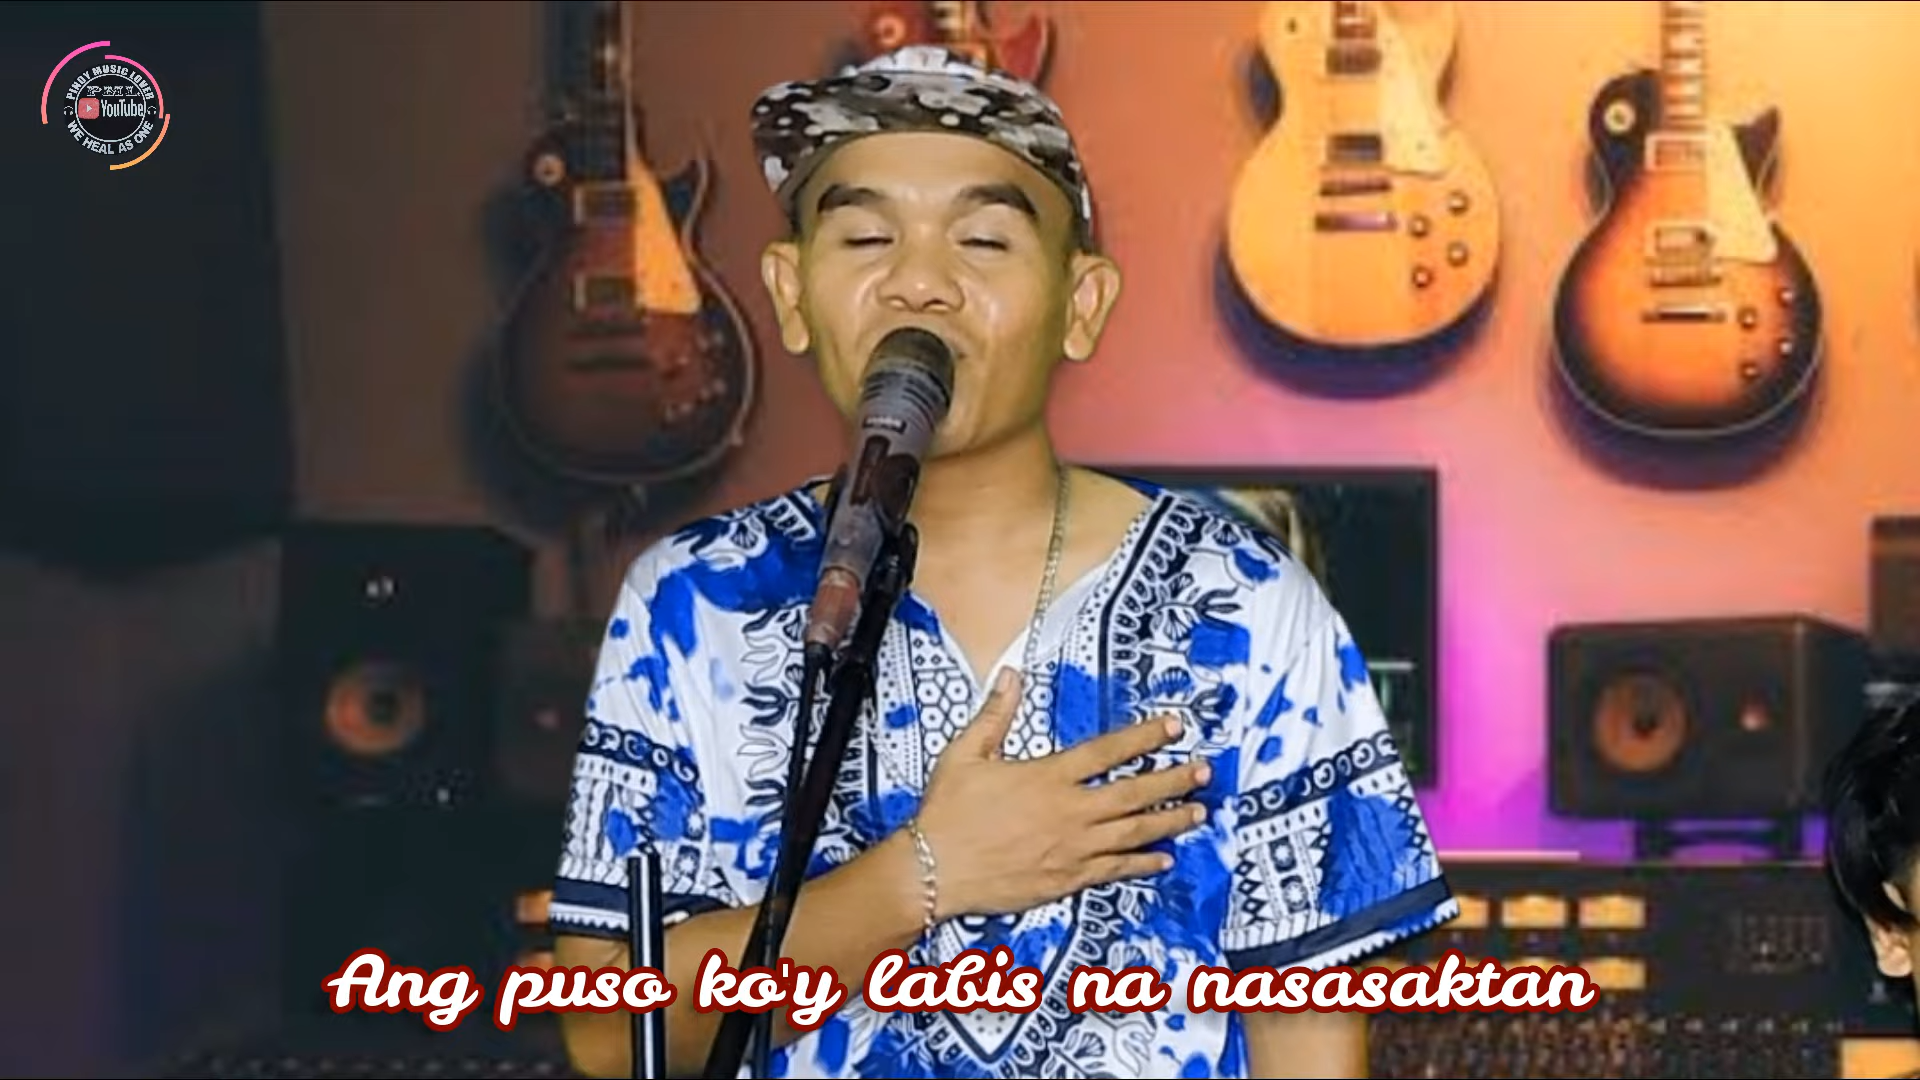 PINOY MUSIC LOVER
PML
YouTube
WE HEAL AS ONE
Ang puso ko'y labis na nasasaktan